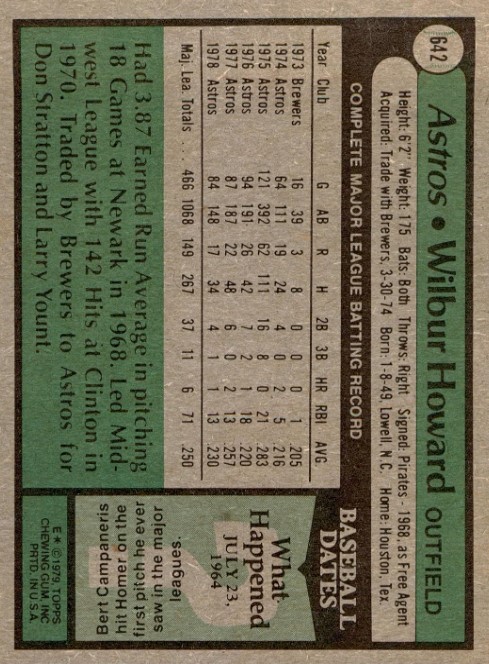 642
Astros • Wilbur Howard OUTFIELD
Height: 6'2" Weight: 175 Bats: Both Throws: Right Signed: Pirates - 1968, as Free Agent
Acquired: Trade with Brewers, 3-30-74 Born: 1-8-49, Lowell, N.C. Home: Houston, Tex.
COMPLETE MAJOR LEAGUE BATTING RECORD
Year Club G AB R H 2B 3B HR RBI AVG
1973 Brewers 16 39 3 8 0 0 0 1 .205
1974 Astros 64 111 19 24 4 0 2 5 .216
1975 Astros 121 392 62 111 16 8 0 21 .283
1976 Astros 94 191 26 42 7 2 1 18 .220
1977 Astros 87 187 22 48 6 0 2 13 .257
1978 Astros 84 148 17 34 4 1 1 13 .230
Maj. Lea. Totals . . 466 1068 149 267 37 11 6 71 .250
Had 3.87 Earned Run Average in pitching
18 Games at Newark in 1968. Led Mid-
west League with 142 Hits at Clinton in
1970. Traded by Brewers to Astros for
Don Stratton and Larry Yount.
BASEBALL
DATES
What
Happened
JULY 23,
1964
Bert Campaneris
hit Homer on the
first pitch he ever
saw in the major
leagues.
E * © 1979, TOPPS
CHEWING GUM, INC
PRTD. IN U.S.A.